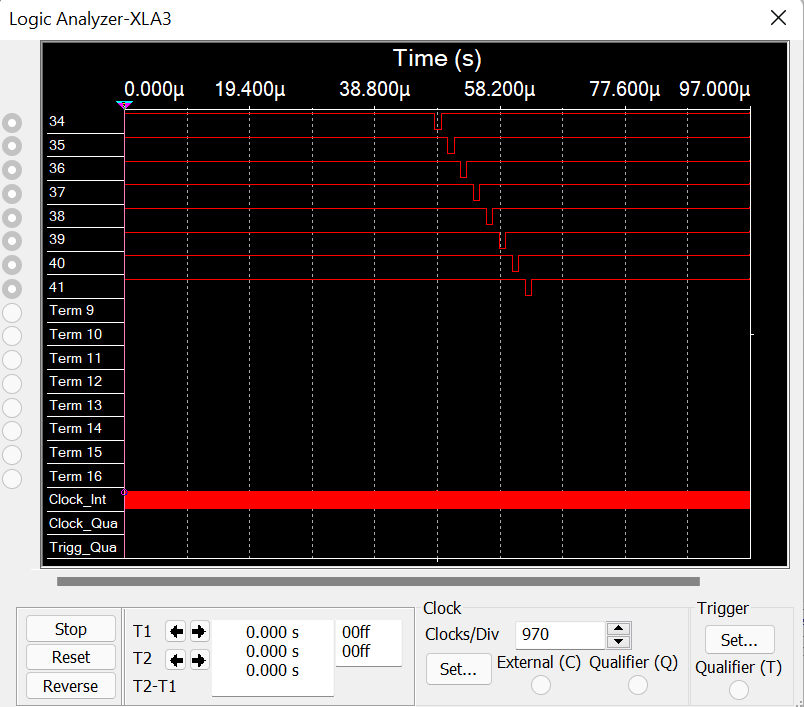 Logic Analyzer-XLA3
Time (s)
0.000µ 19.400µ 38.800µ 58.200µ 77.600µ 97.000µ
34
35
36
37
38
39
40
41
Term 9
Term 10
Term 11
Term 12
Term 13
Term 14
Term 15
Term 16
Clock_Int
Clock_Qua
Trigg_Qua
Stop
Reset
Reverse
T1
T2
T2-T1
0.000 s
0.000 s
0.000 s
00ff
00ff
Clock
Clocks/Div 970
Set...
External (C) Qualifier (Q)
Trigger
Set...
Qualifier (T)